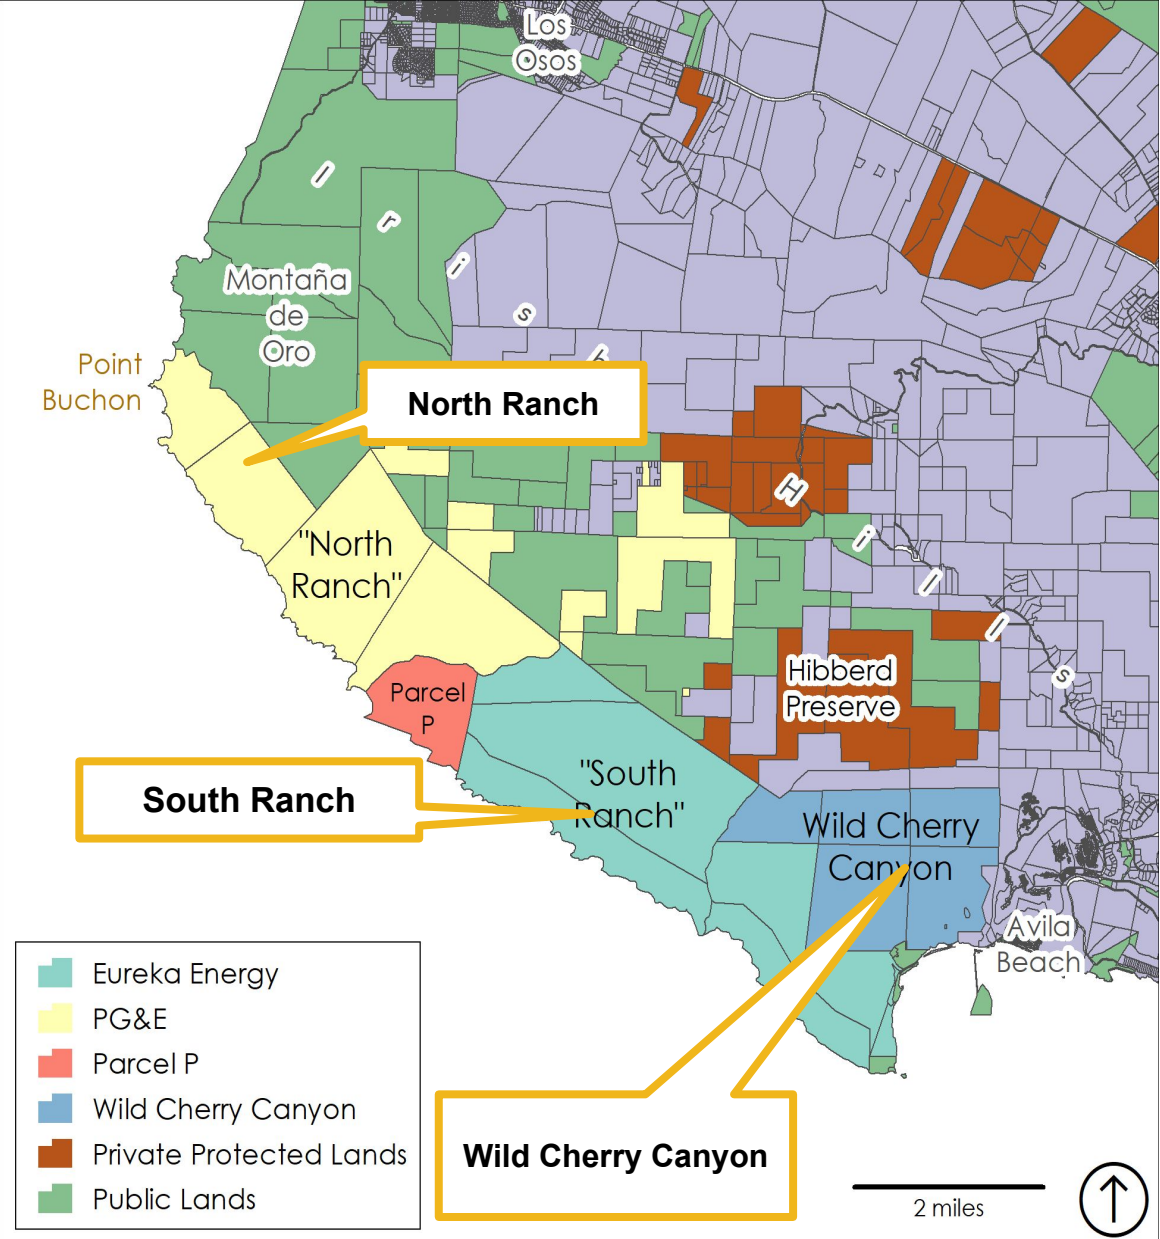 Los
Osos
I r i s h
Montaña
de
Oro
Point
Buchon
North Ranch
"North
Ranch"
H i l l s
Hibberd
Preserve
Parcel
P
South Ranch
"South
Ranch"
Wild Cherry
Canyon
Avila
Beach
Eureka Energy
PG&E
Parcel P
Wild Cherry Canyon
Private Protected Lands
Public Lands
Wild Cherry Canyon
2 miles